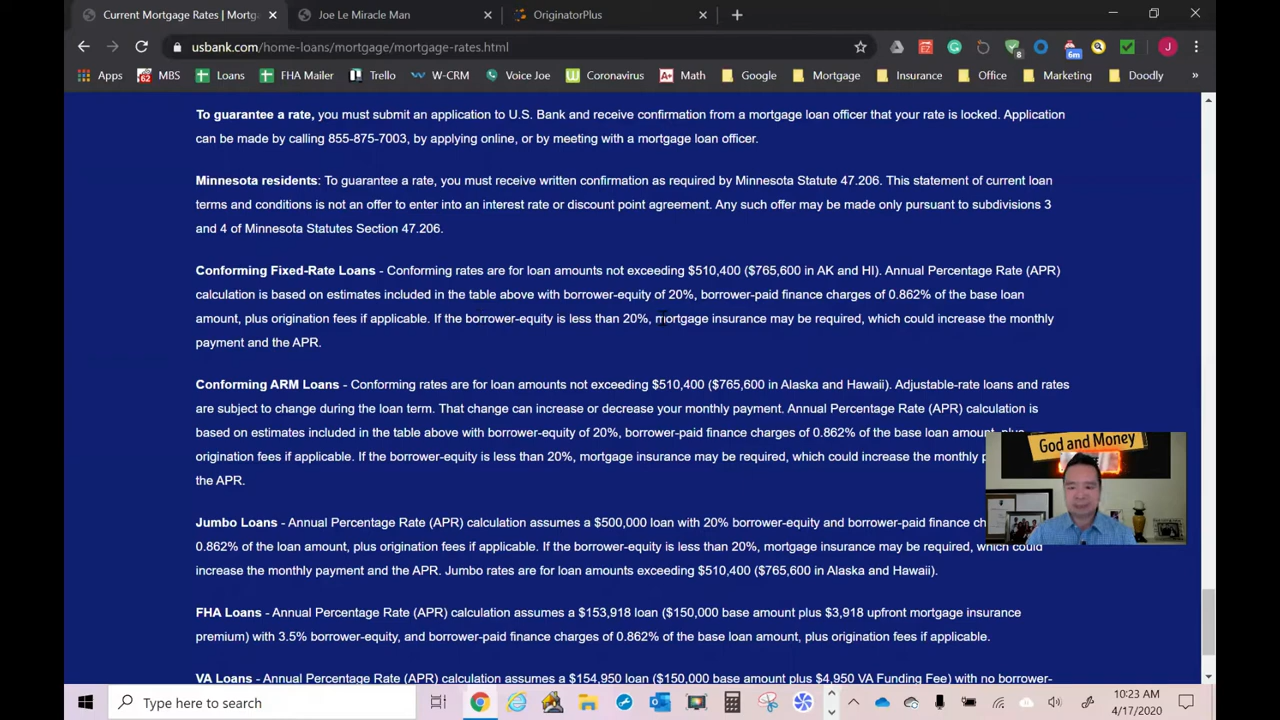 Current Mortgage Rates | Mortg
Joe Le Miracle Man
OriginatorPlus
usbank.com/home-loans/mortgage/mortgage-rates.html
8
6m
J
Apps
62
MBS
Loans
FHA Mailer
Trello
W-CRM
Voice Joe
Coronavirus
A+
Math
Google
Mortgage
Insurance
Office
Marketing
Doodly
»
To guarantee a rate, you must submit an application to U.S. Bank and receive confirmation from a mortgage loan officer that your rate is locked. Application
can be made by calling 855-875-7003, by applying online, or by meeting with a mortgage loan officer.
Minnesota residents: To guarantee a rate, you must receive written confirmation as required by Minnesota Statute 47.206. This statement of current loan
terms and conditions is not an offer to enter into an interest rate or discount point agreement. Any such offer may be made only pursuant to subdivisions 3
and 4 of Minnesota Statutes Section 47.206.
Conforming Fixed-Rate Loans - Conforming rates are for loan amounts not exceeding $510,400 ($765,600 in AK and HI). Annual Percentage Rate (APR)
calculation is based on estimates included in the table above with borrower-equity of 20%, borrower-paid finance charges of 0.862% of the base loan
amount, plus origination fees if applicable. If the borrower-equity is less than 20%, mortgage insurance may be required, which could increase the monthly
payment and the APR.
Conforming ARM Loans - Conforming rates are for loan amounts not exceeding $510,400 ($765,600 in Alaska and Hawaii). Adjustable-rate loans and rates
are subject to change during the loan term. That change can increase or decrease your monthly payment. Annual Percentage Rate (APR) calculation is
based on estimates included in the table above with borrower-equity of 20%, borrower-paid finance charges of 0.862% of the base loan amount, plus
origination fees if applicable. If the borrower-equity is less than 20%, mortgage insurance may be required, which could increase the monthly p
the APR.
God and Money
Jumbo Loans - Annual Percentage Rate (APR) calculation assumes a $500,000 loan with 20% borrower-equity and borrower-paid finance ch
0.862% of the loan amount, plus origination fees if applicable. If the borrower-equity is less than 20%, mortgage insurance may be required, which could
increase the monthly payment and the APR. Jumbo rates are for loan amounts exceeding $510,400 ($765,600 in Alaska and Hawaii).
FHA Loans - Annual Percentage Rate (APR) calculation assumes a $153,918 loan ($150,000 base amount plus $3,918 upfront mortgage insurance
premium) with 3.5% borrower-equity, and borrower-paid finance charges of 0.862% of the base loan amount, plus origination fees if applicable.
VA Loans - Annual Percentage Rate (APR) calculation assumes a $154,950 loan ($150,000 base amount plus $4,950 VA Funding Fee) with no borrower-
Type here to search
10:23 AM
4/17/2020